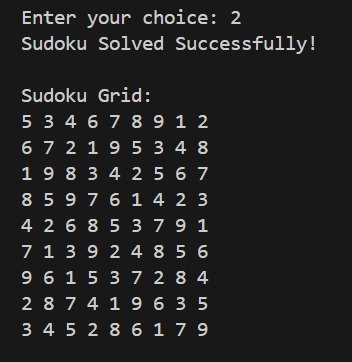 Enter your choice: 2
Sudoku Solved Successfully!
Sudoku Grid:
5 3 4 6 7 8 9 1 2
6 7 2 1 9 5 3 4 8
1 9 8 3 4 2 5 6 7
8 5 9 7 6 1 4 2 3
4 2 6 8 5 3 7 9 1
7 1 3 9 2 4 8 5 6
9 6 1 5 3 7 2 8 4
2 8 7 4 1 9 6 3 5
3 4 5 2 8 6 1 7 9